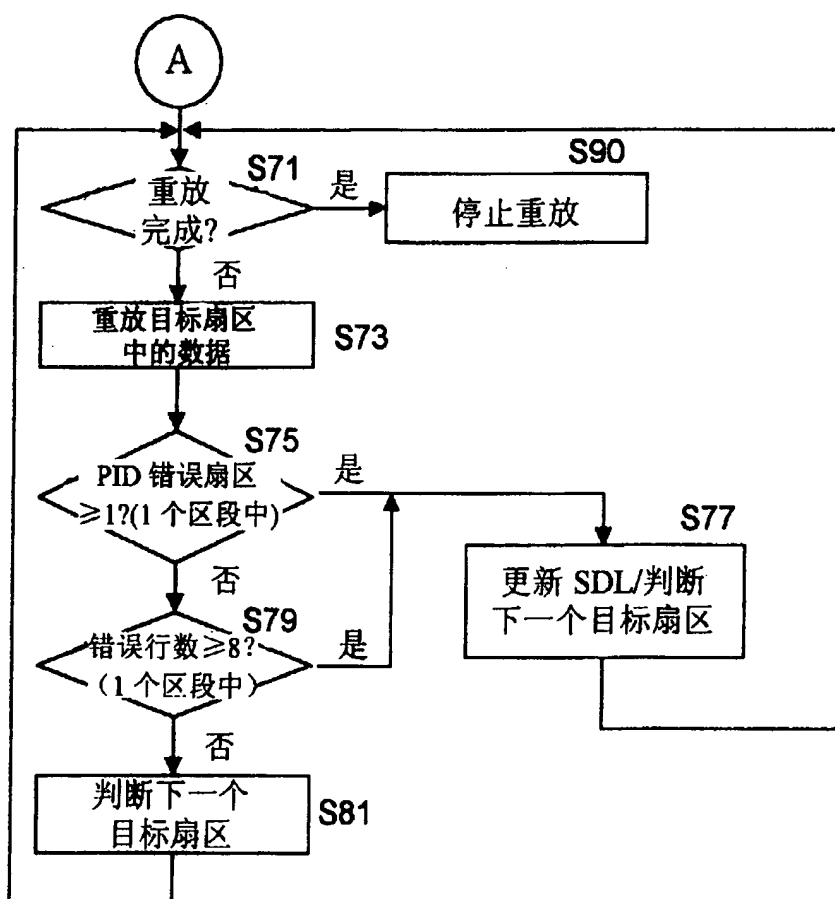 A
S71
重放
完成?
是
S90
停止重放
否
重放目标扇区
中的数据
S73
S75
PID 错误扇区
≥1?(1 个区段中)
是
S77
更新 SDL/判断
下一个目标扇区
否
S79
错误行数≥8?
(1 个区段中)
是
否
判断下一个
目标扇区
S81